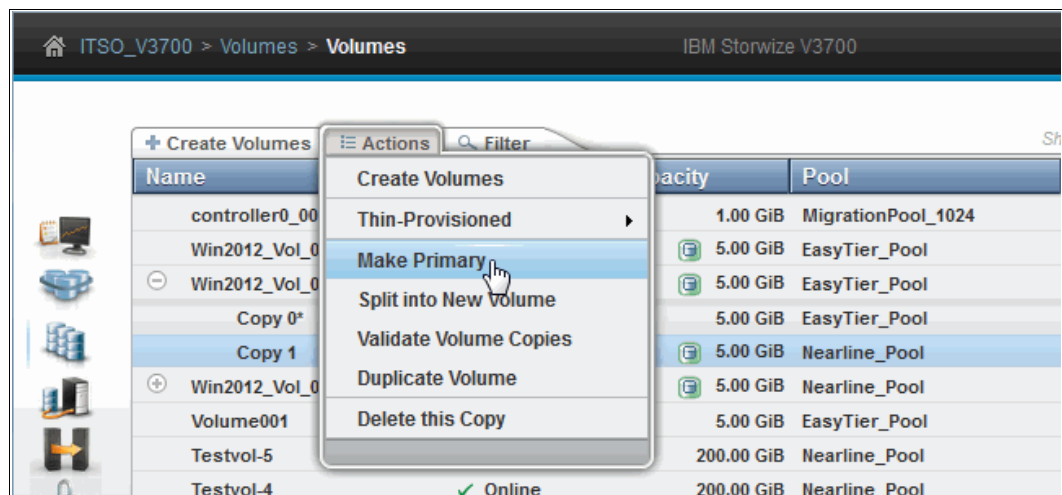 ITSO_V3700 > Volumes > Volumes
IBM Storwize V3700
Create Volumes
Actions
Filter
Sh
Name
pacity
Pool
Create Volumes
Thin-Provisioned
Make Primary
Split into New Volume
Validate Volume Copies
Duplicate Volume
Delete this Copy
controller0_00
1.00 GiB MigrationPool_1024
Win2012_Vol_0
5.00 GiB EasyTier_Pool
Win2012_Vol_0
5.00 GiB EasyTier_Pool
Copy 0*
5.00 GiB EasyTier_Pool
Copy 1
5.00 GiB Nearline_Pool
Win2012_Vol_0
5.00 GiB Nearline_Pool
Volume001
5.00 GiB EasyTier_Pool
Testvol-5
200.00 GiB Nearline_Pool
Testvol-4
Online
200.00 GiB Nearline_Pool